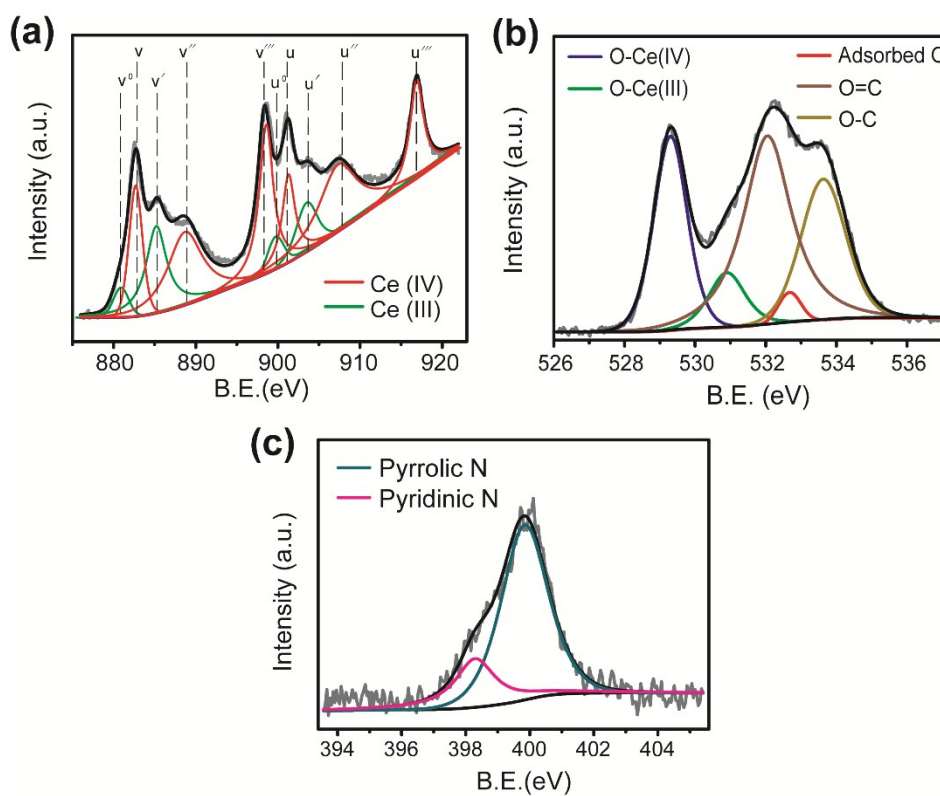 (a)
v⁰ v v′ v″ v‴ u⁰ u u′ u″ u‴
Intensity (a.u.)
Ce (IV)
Ce (III)
880 890 900 910 920
B.E.(eV)
(b)
O-Ce(IV)
O-Ce(III)
Adsorbed
O=C
O-C
Intensity (a.u.)
526 528 530 532 534 536
B.E. (eV)
(c)
Pyrrolic N
Pyridinic N
Intensity (a.u.)
394 396 398 400 402 404
B.E.(eV)